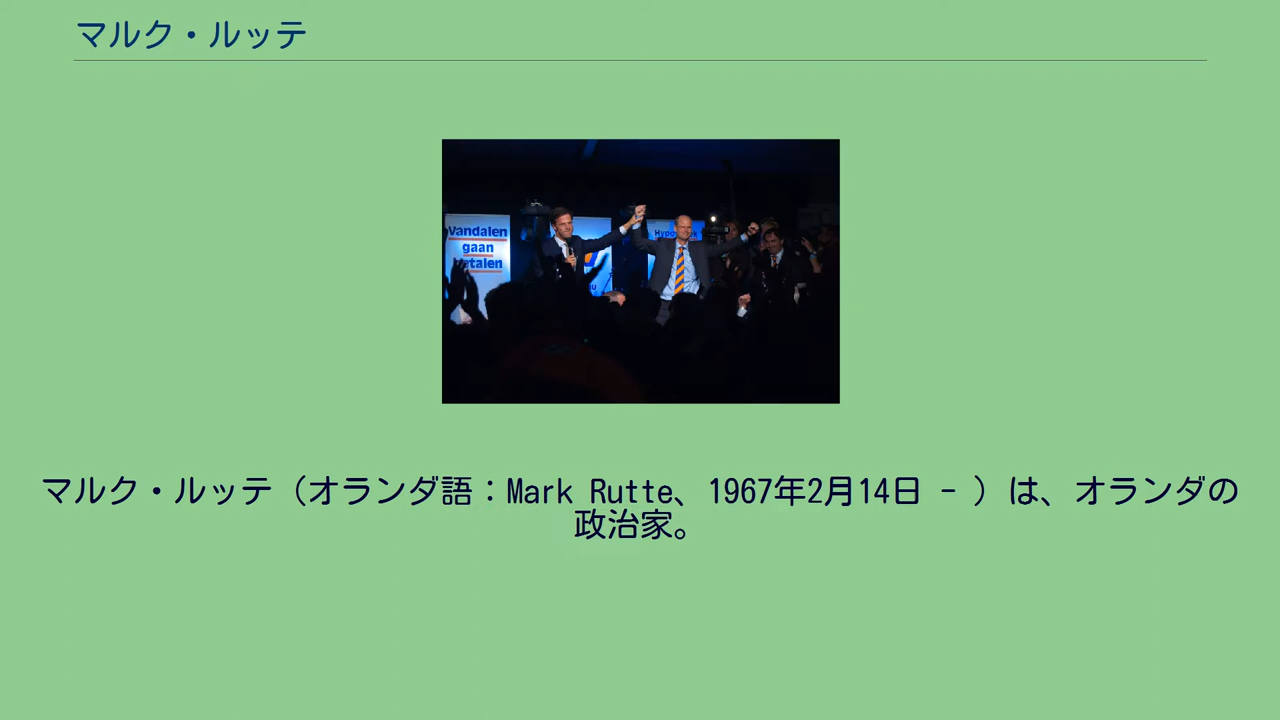 マルク・ルッテ
Vandalen
gaan
betalen
マルク・ルッテ（オランダ語：Mark Rutte、1967年2月14日 - ）は、オランダの
政治家。